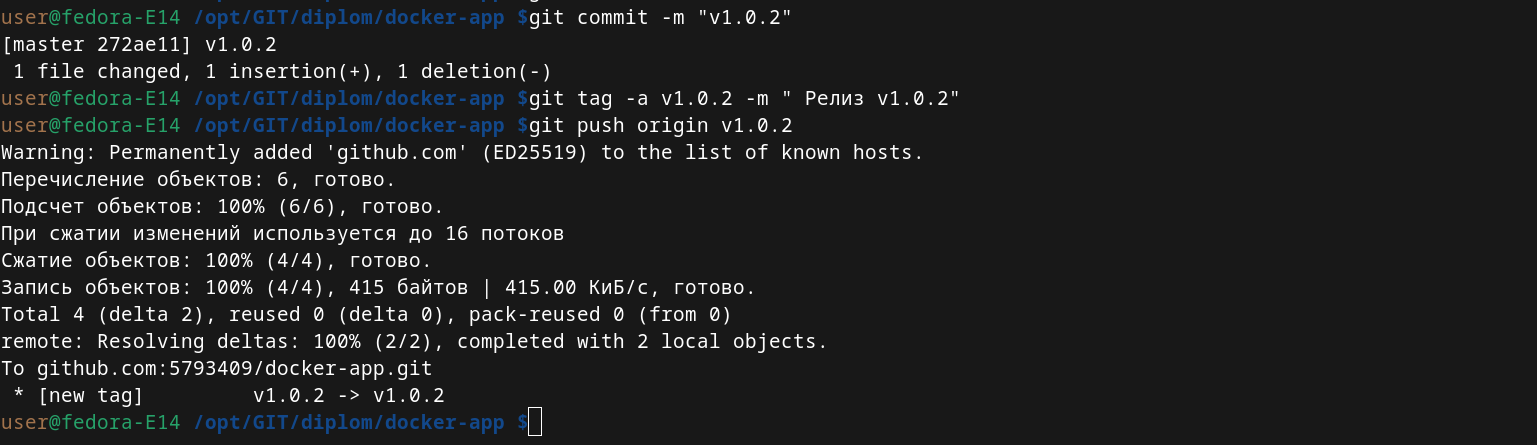 user@fedora-E14 /opt/GIT/diplom/docker-app $git commit -m "v1.0.2"
[master 272ae11] v1.0.2
 1 file changed, 1 insertion(+), 1 deletion(-)
user@fedora-E14 /opt/GIT/diplom/docker-app $git tag -a v1.0.2 -m " Релиз v1.0.2"
user@fedora-E14 /opt/GIT/diplom/docker-app $git push origin v1.0.2
Warning: Permanently added 'github.com' (ED25519) to the list of known hosts.
Перечисление объектов: 6, готово.
Подсчет объектов: 100% (6/6), готово.
При сжатии изменений используется до 16 потоков
Сжатие объектов: 100% (4/4), готово.
Запись объектов: 100% (4/4), 415 байтов | 415.00 КиБ/с, готово.
Total 4 (delta 2), reused 0 (delta 0), pack-reused 0 (from 0)
remote: Resolving deltas: 100% (2/2), completed with 2 local objects.
To github.com:5793409/docker-app.git
 * [new tag]         v1.0.2 -> v1.0.2
user@fedora-E14 /opt/GIT/diplom/docker-app $